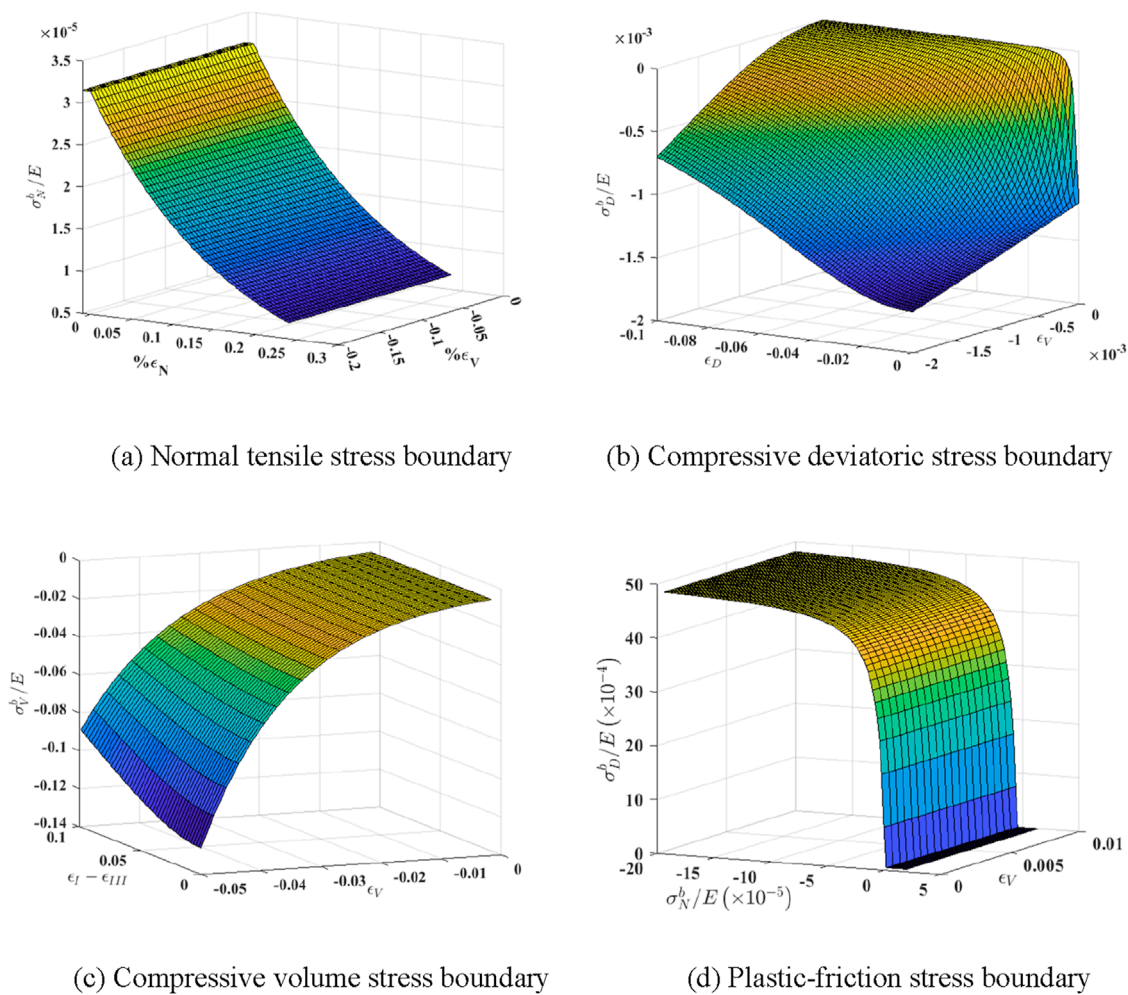 ×10⁻⁵
3.5
3
2.5
2
1.5
1
0.5
σᵇ_N/E
0 0.05 0.1 0.15 0.2 0.25 0.3
%ϵ_N
-0.2 -0.15 -0.1 -0.05 0
%ϵ_V
(a) Normal tensile stress boundary
×10⁻³
0
-0.5
-1
-1.5
-2
σᵇ_D/E
-0.1 -0.08 -0.06 -0.04 -0.02 0
ϵ_D
-2 -1.5 -1 -0.5 0
ϵ_V
×10⁻³
(b) Compressive deviatoric stress boundary
0
-0.02
-0.04
-0.06
-0.08
-0.1
-0.12
-0.14
σᵇ_V/E
0.1 0.05 0
ϵ_I − ϵ_III
-0.05 -0.04 -0.03 -0.02 -0.01 0
ϵ_V
(c) Compressive volume stress boundary
50
40
30
20
10
0
σᵇ_D/E (×10⁻⁴)
-20 -15 -10 -5 0 5
σᵇ_N/E (×10⁻⁵)
0 0.005 0.01
ϵ_V
(d) Plastic-friction stress boundary